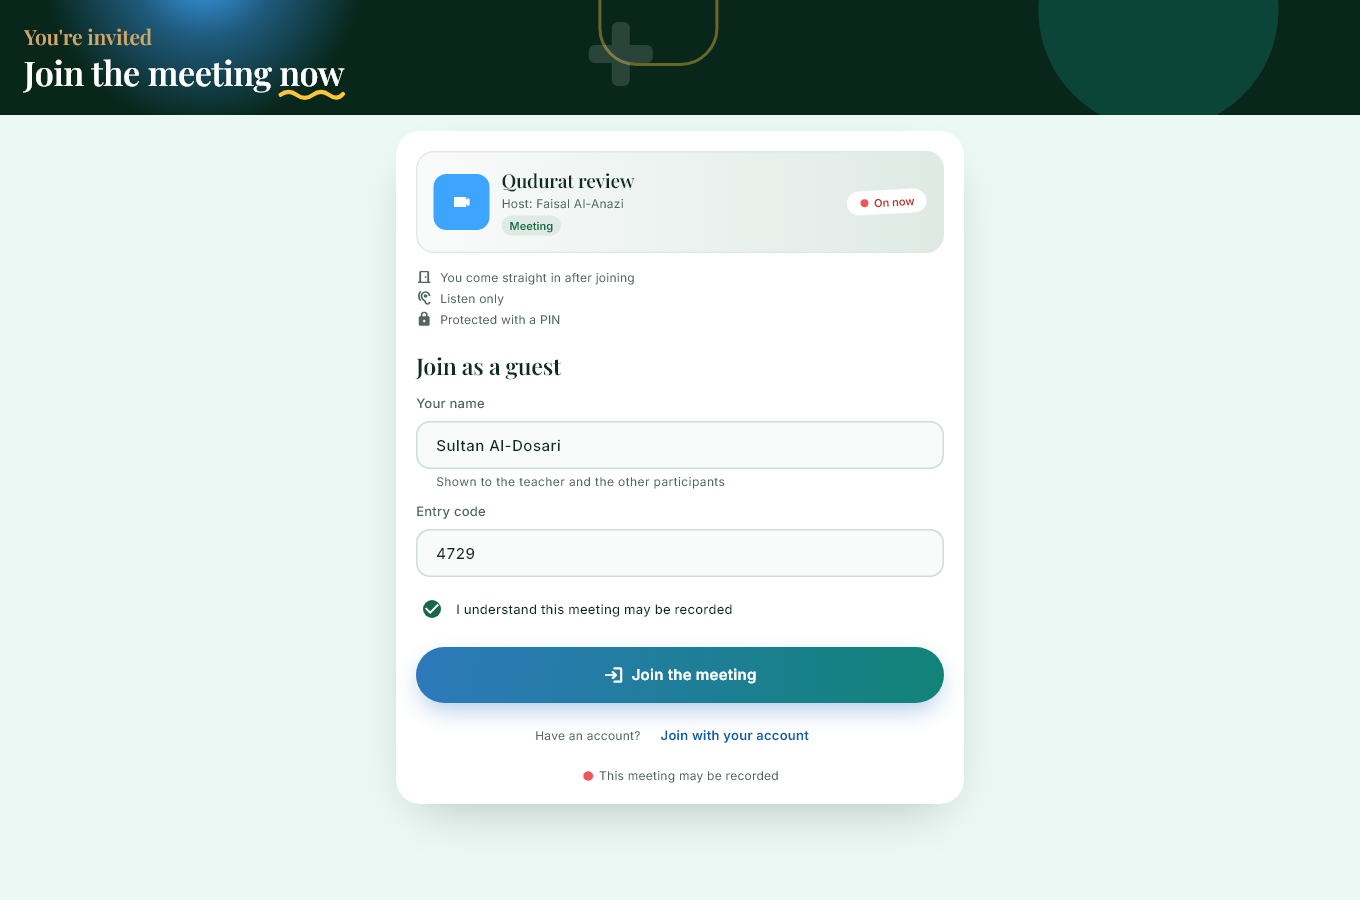 You're invited
Join the meeting now
Qudurat review
Host: Faisal Al-Anazi
Meeting
On now
You come straight in after joining
Listen only
Protected with a PIN
Join as a guest
Your name
Sultan Al-Dosari
Shown to the teacher and the other participants
Entry code
4729
I understand this meeting may be recorded
Join the meeting
Have an account? Join with your account
This meeting may be recorded